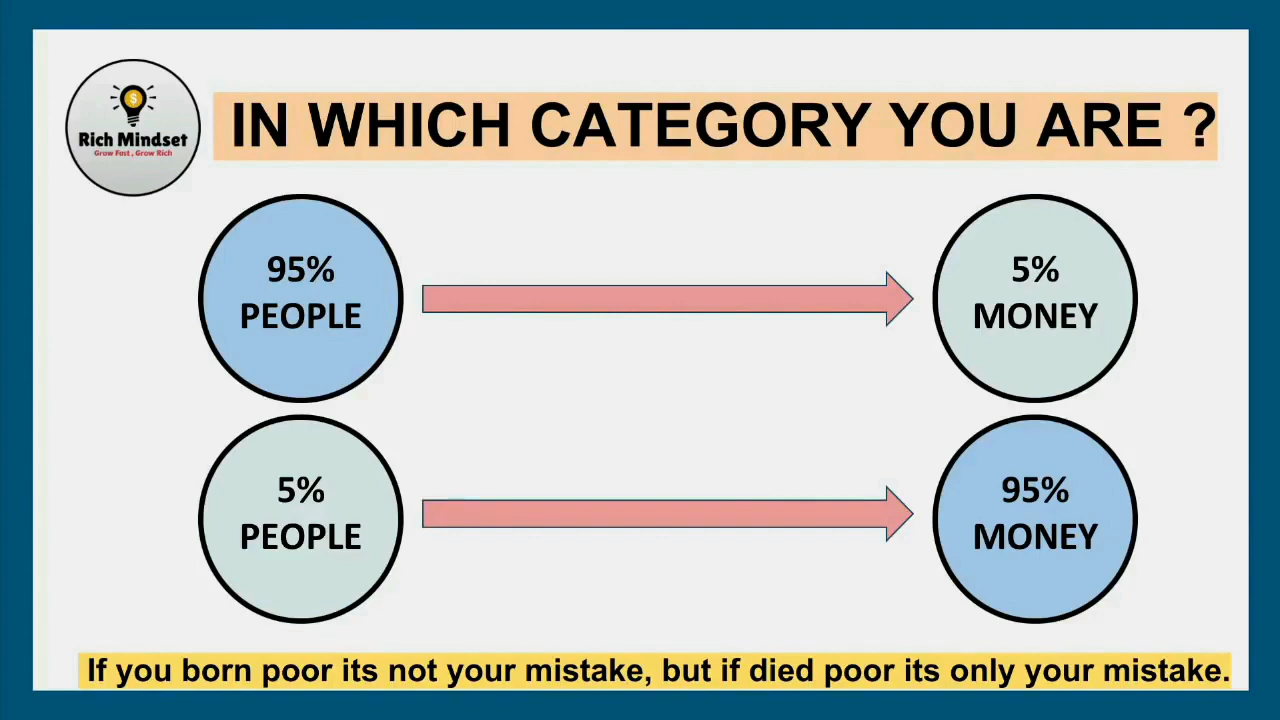 IN WHICH CATEGORY YOU ARE ?
$
Rich Mindset
Grow Fast , Grow Rich
95%
PEOPLE
5%
MONEY
5%
PEOPLE
95%
MONEY
If you born poor its not your mistake, but if died poor its only your mistake.